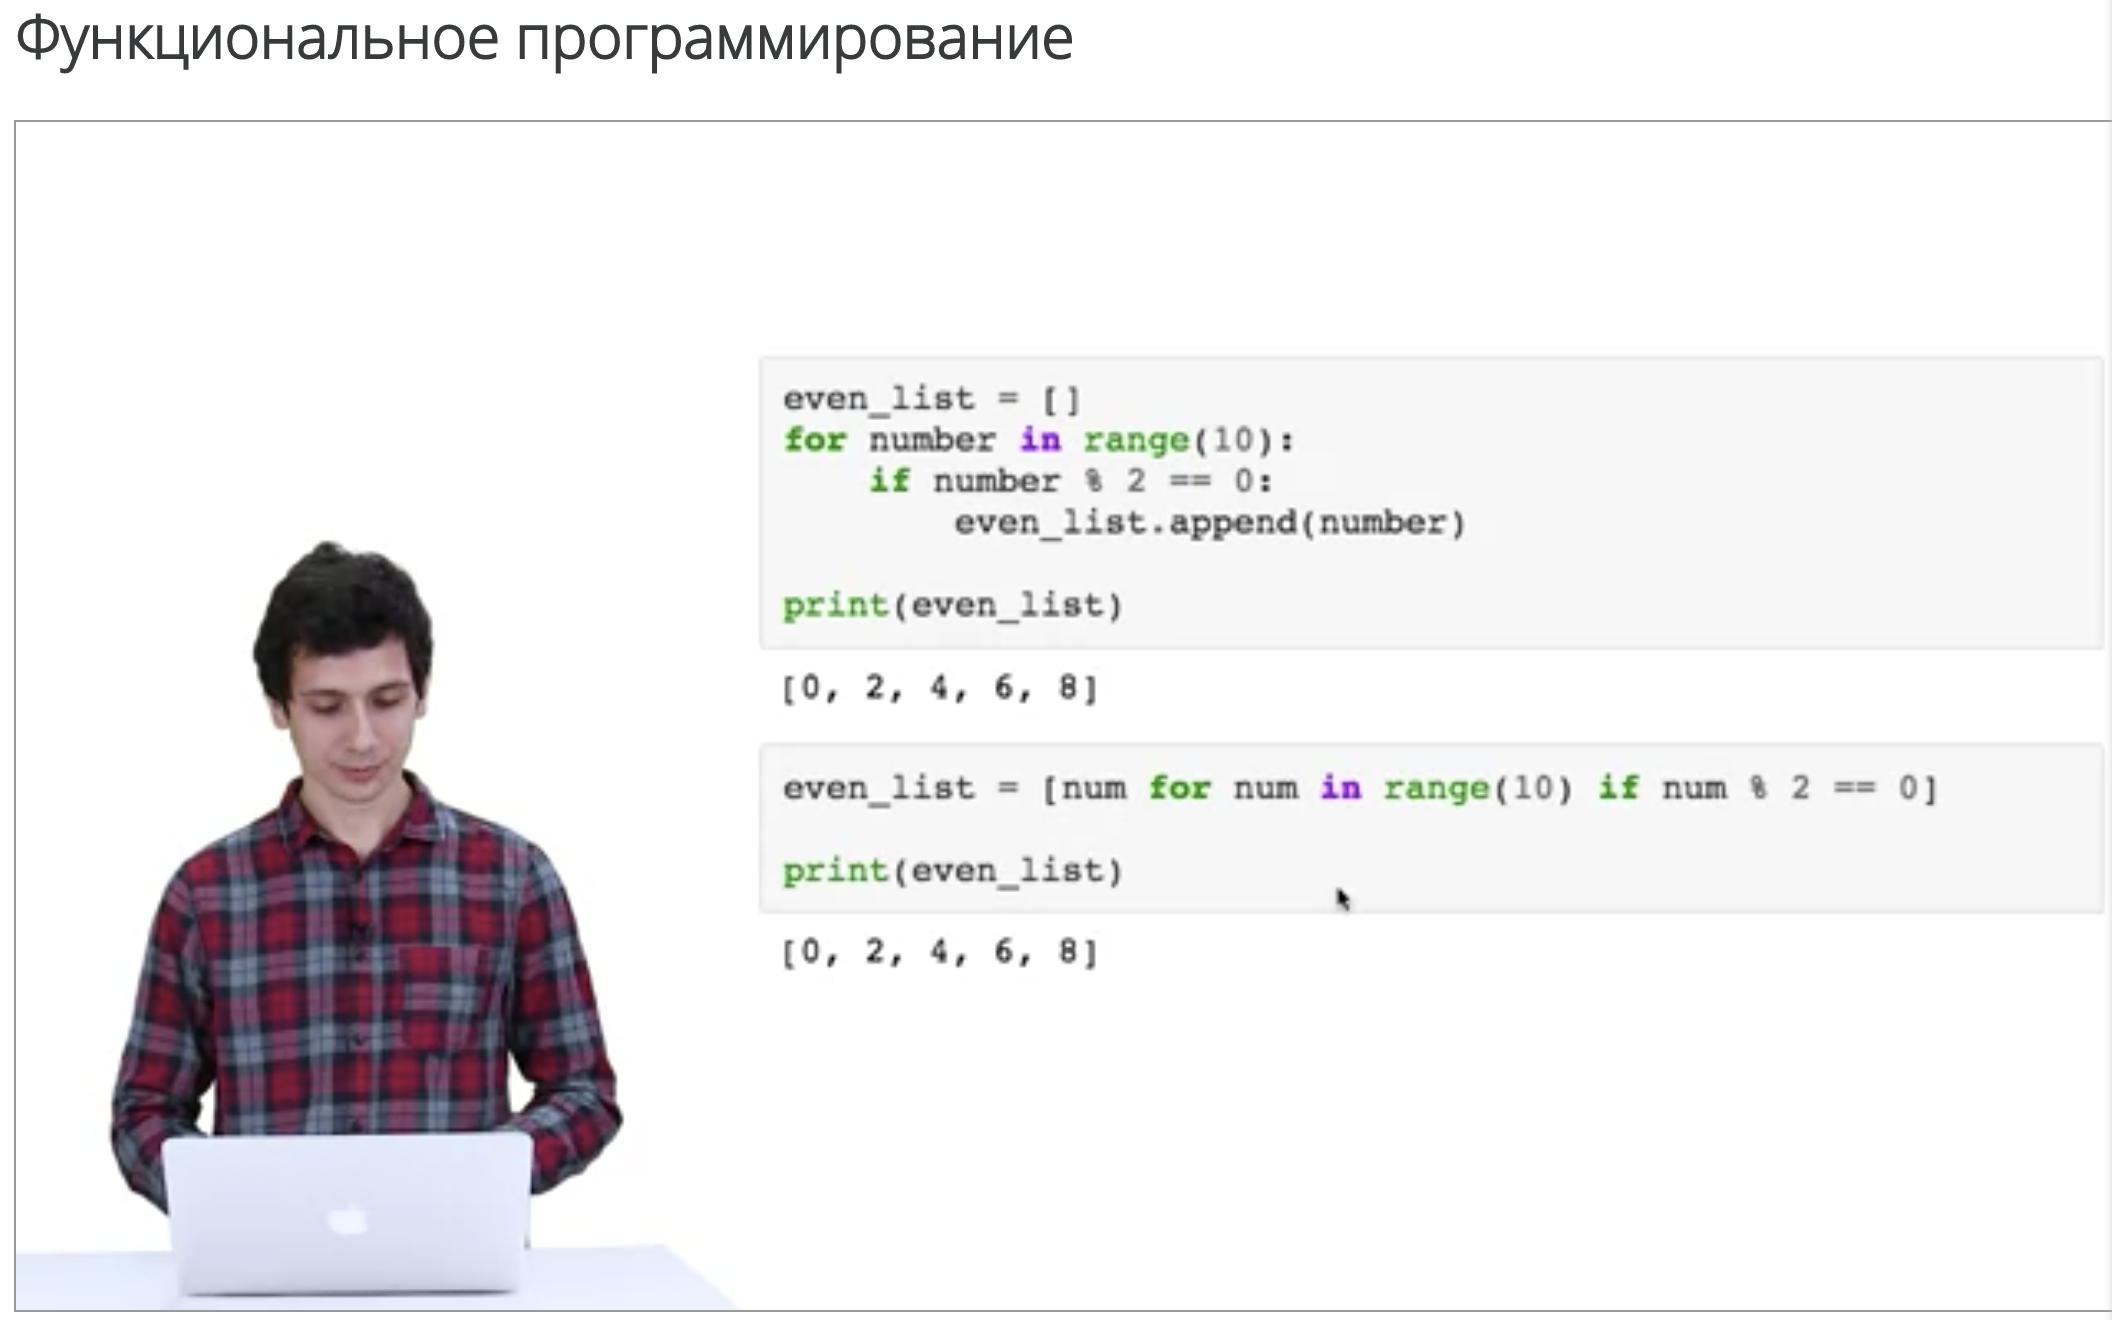 Функциональное программирование
even_list = []
for number in range(10):
    if number % 2 == 0:
        even_list.append(number)
print(even_list)
[0, 2, 4, 6, 8]
even_list = [num for num in range(10) if num % 2 == 0]
print(even_list)
[0, 2, 4, 6, 8]